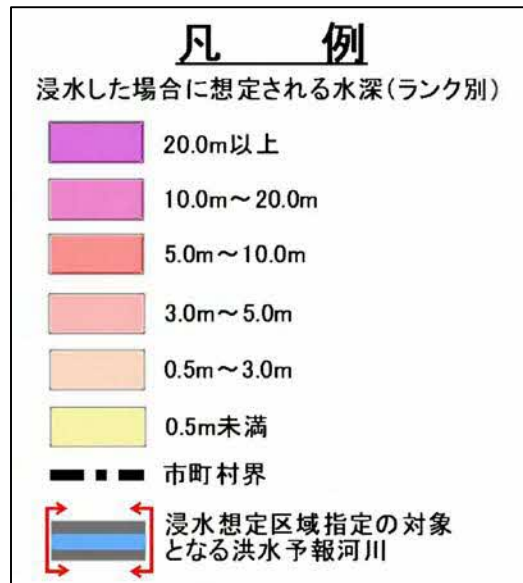 凡 例
浸水した場合に想定される水深(ランク別)
20.0m以上
10.0m～20.0m
5.0m～10.0m
3.0m～5.0m
0.5m～3.0m
0.5m未満
市町村界
浸水想定区域指定の対象
となる洪水予報河川